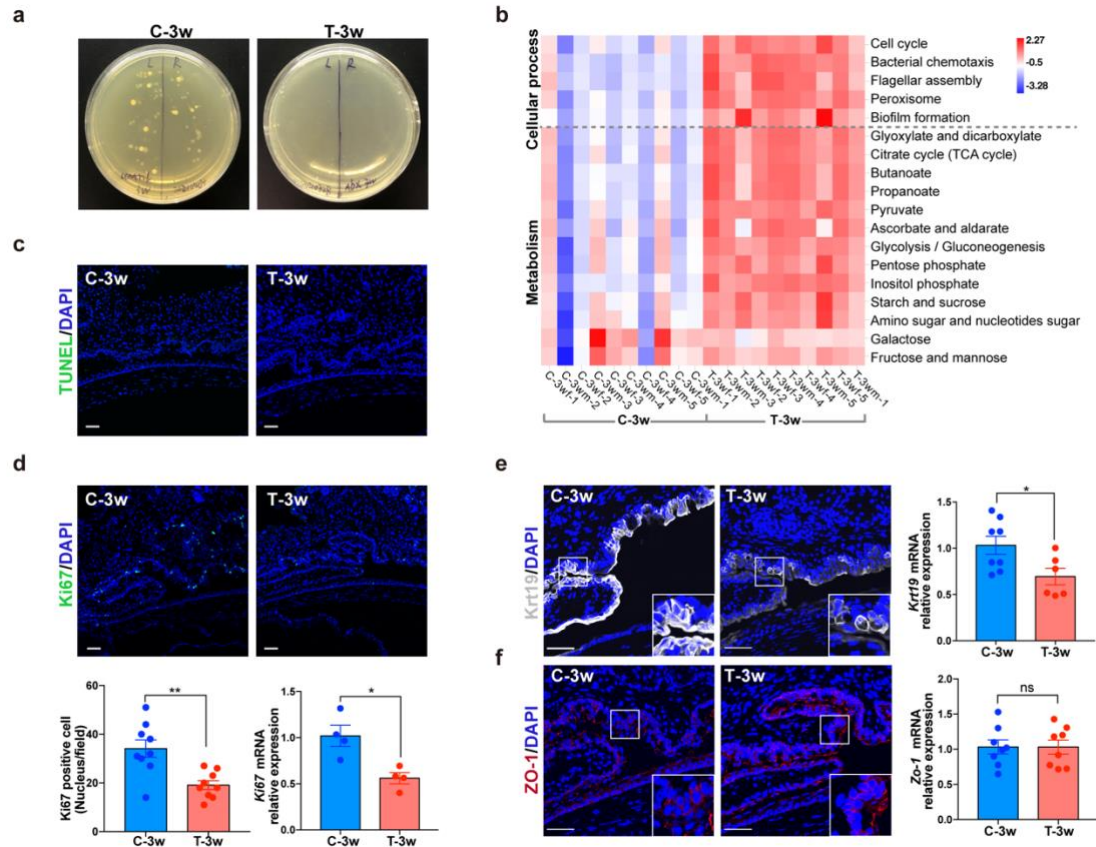 a
C-3w
T-3w
L
R
L
R
b
Cellular process
Metabolism
Cell cycle
Bacterial chemotaxis
Flagellar assembly
Peroxisome
Biofilm formation
Glyoxylate and dicarboxylate
Citrate cycle (TCA cycle)
Butanoate
Propanoate
Pyruvate
Ascorbate and aldarate
Glycolysis / Gluconeogenesis
Pentose phosphate
Inositol phosphate
Starch and sucrose
Amino sugar and nucleotides sugar
Galactose
Fructose and mannose
2.27
-0.5
-3.28
C-3wf-1
C-3wm-2
C-3wf-2
C-3wm-3
C-3wf-3
C-3wm-4
C-3wf-4
C-3wm-5
C-3wf-5
C-3wm-1
T-3wf-1
T-3wm-2
T-3wm-3
T-3wf-2
T-3wf-3
T-3wm-4
T-3wf-4
T-3wm-5
T-3wf-5
T-3wm-1
C-3w
T-3w
c
TUNEL/DAPI
C-3w
T-3w
d
Ki67/DAPI
C-3w
T-3w
Ki67 positive cell
(Nucleus/field)
60
40
20
0
**
C-3w
T-3w
Ki67 mRNA
relative expression
1.5
1.0
0.5
0.0
*
C-3w
T-3w
e
Krt19/DAPI
C-3w
T-3w
Krt19 mRNA
relative expression
1.5
1.0
0.5
0.0
*
C-3w
T-3w
f
ZO-1/DAPI
C-3w
T-3w
Zo-1 mRNA
relative expression
2.0
1.5
1.0
0.5
0.0
ns
C-3w
T-3w